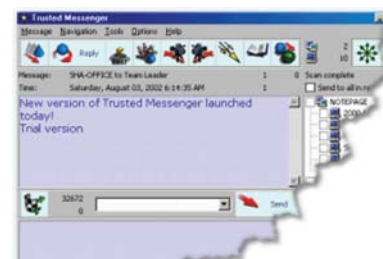 Trusted Messenger
Message Navigation Tools Options Help
Reply
2
10
Message: SHA-OFFICE to Team Leader 1 0 Scan complete
Time: Saturday, August 03, 2002 6:14:35 AM 1 Send to all in
New version of Trusted Messenger launched
today!
Trial version
NOTEPAGE
32672
0
Send